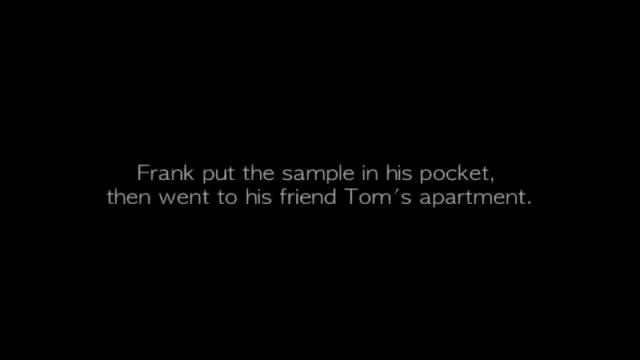 Frank put the sample in his pocket,
then went to his friend Tom's apartment.